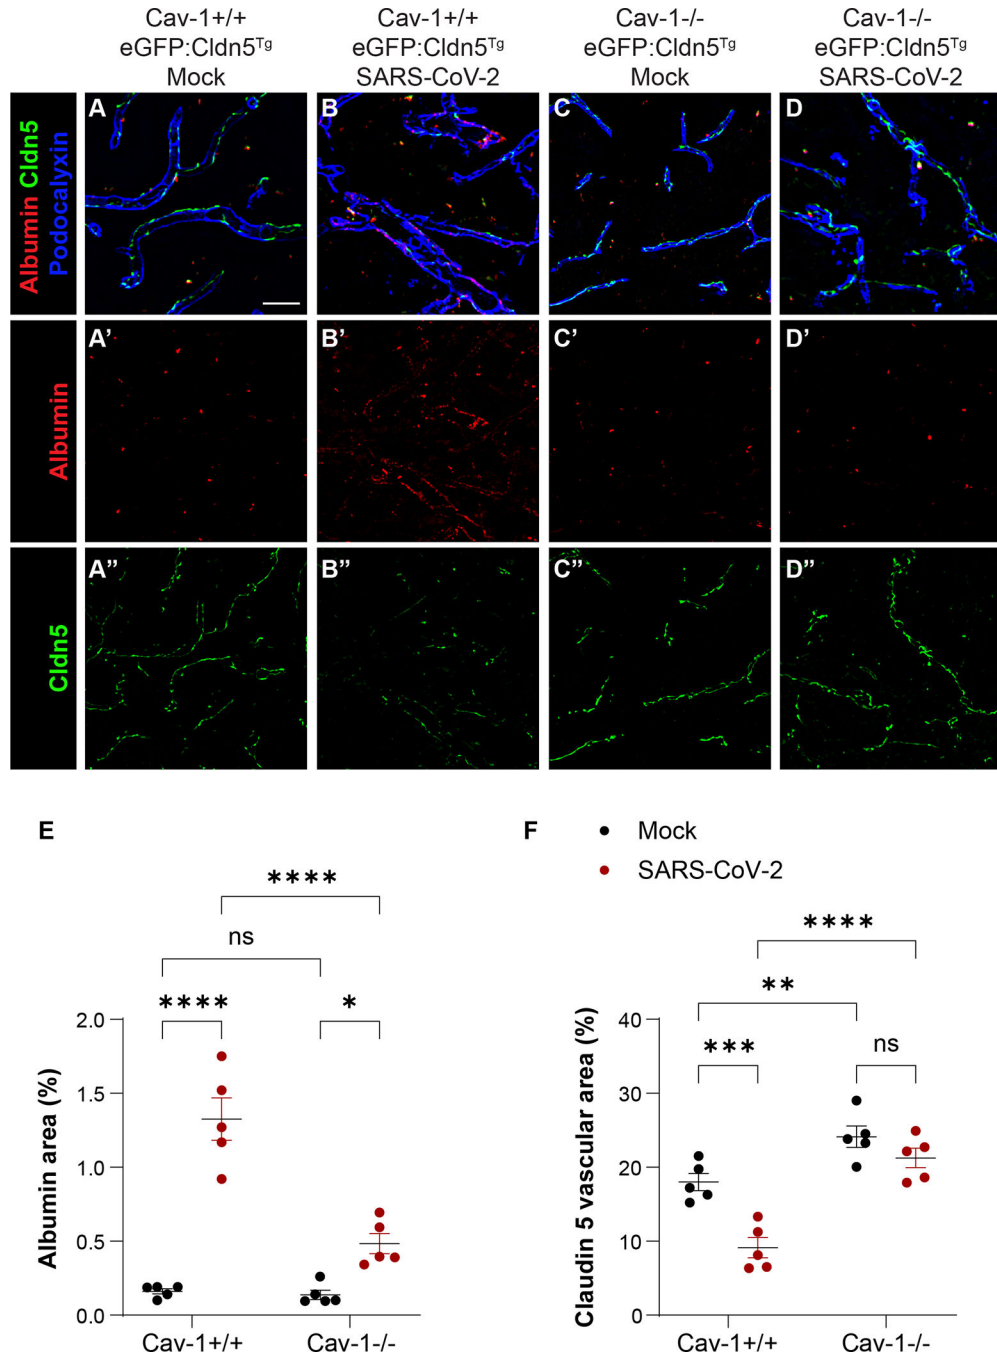 Cav-1+/+
eGFP:Cldn5Tg
Mock
Cav-1+/+
eGFP:Cldn5Tg
SARS-CoV-2
Cav-1-/-
eGFP:Cldn5Tg
Mock
Cav-1-/-
eGFP:Cldn5Tg
SARS-CoV-2
Albumin Cldn5
Podocalyxin
A
B
C
D
Albumin
A'
B'
C'
D'
Cldn5
A''
B''
C''
D''
E
****
ns
****
*
Albumin area (%)
2.0
1.5
1.0
0.5
0.0
Cav-1+/+
Cav-1-/-
F
Mock
SARS-CoV-2
****
**
***
ns
Claudin 5 vascular area (%)
40
30
20
10
0
Cav-1+/+
Cav-1-/-